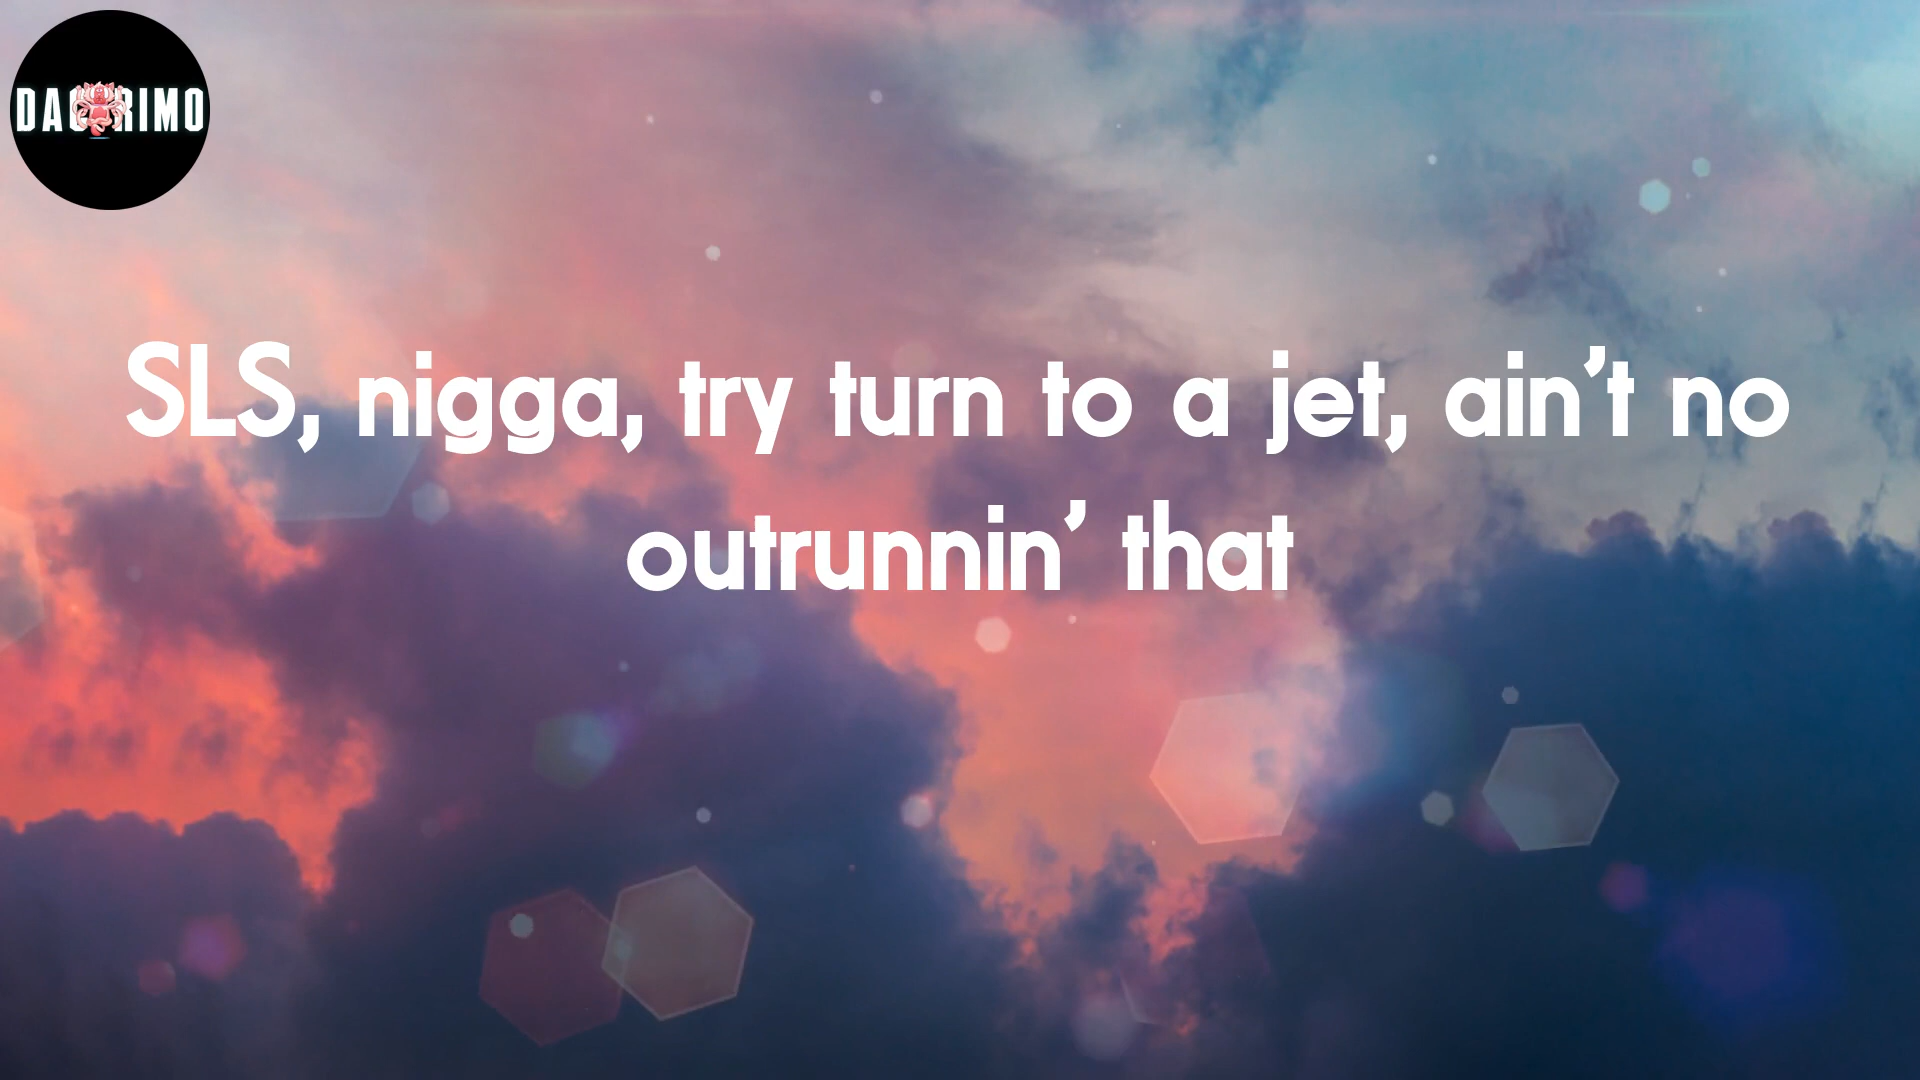 SLS, nigga, try turn to a jet, ain't no
outrunnin' that